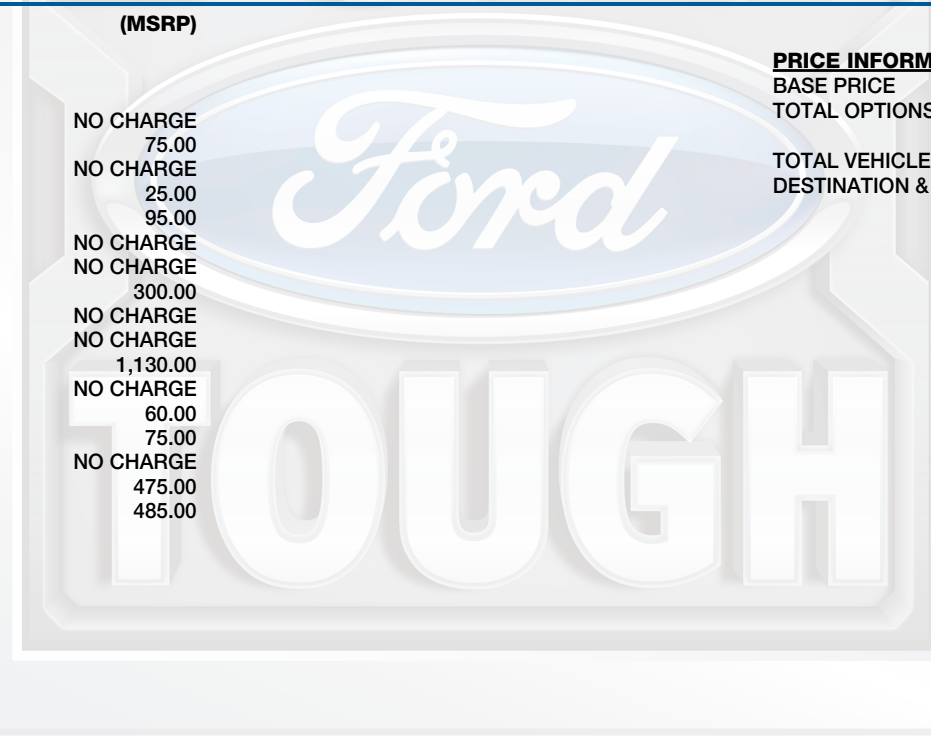 (MSRP)
NO CHARGE
75.00
NO CHARGE
25.00
95.00
NO CHARGE
NO CHARGE
300.00
NO CHARGE
NO CHARGE
1,130.00
NO CHARGE
60.00
75.00
NO CHARGE
475.00
485.00
PRICE INFORM
BASE PRICE
TOTAL OPTIONS
TOTAL VEHICLE
DESTINATION &
Ford
TOUGH